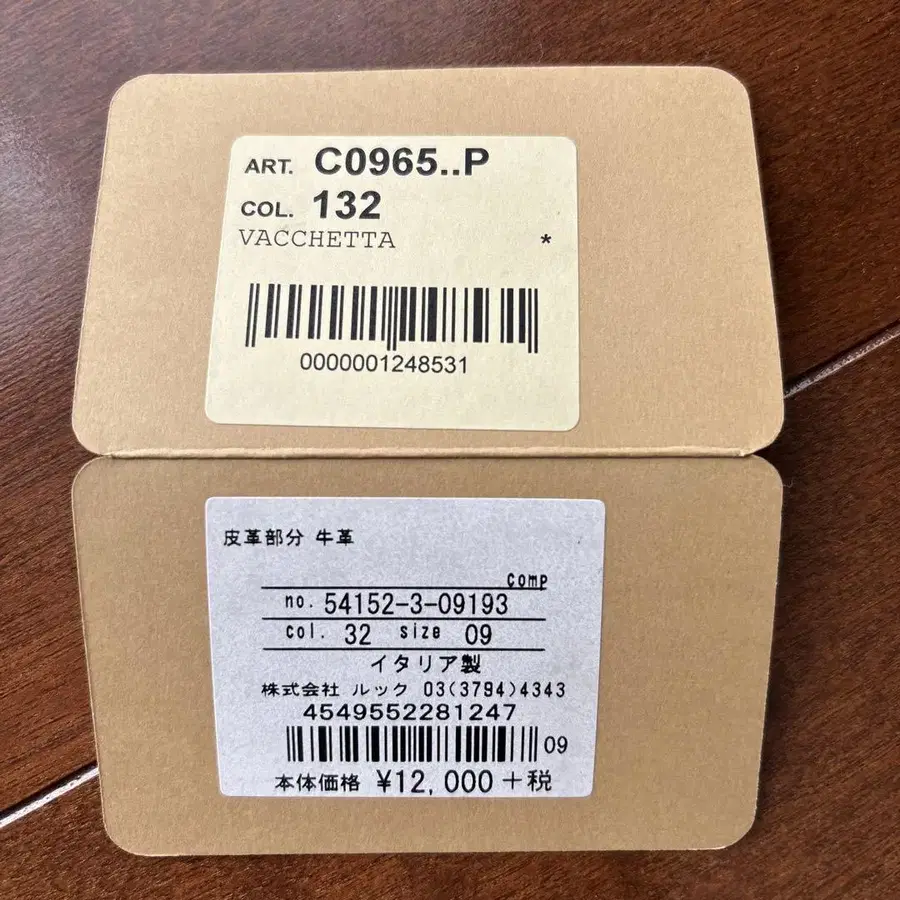 ART. C0965..P
COL. 132
VACCHETTA *
0000001248531
皮革部分 牛革
Comp
no. 54152-3-09193
col. 32 size 09
イタリア製
株式会社 ルック 03(3794)4343
4549552281247
09
本体価格 ¥12,000+税